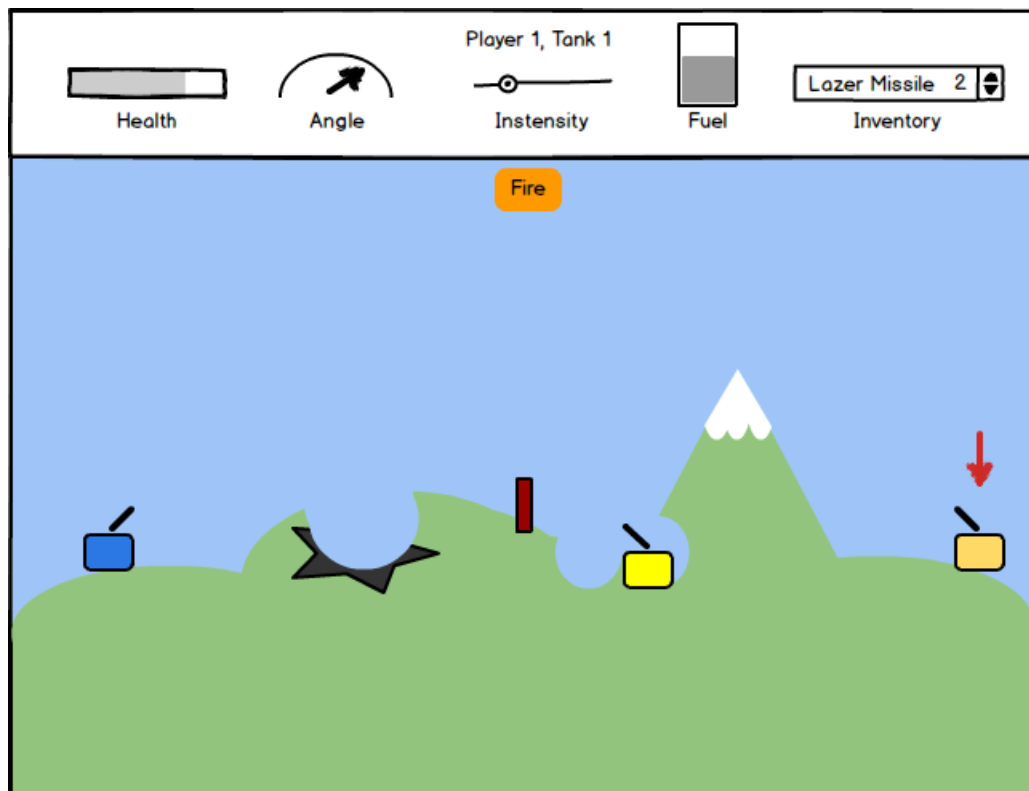 Player 1, Tank 1
Lazer Missile 2
Health
Angle
Instensity
Fuel
Inventory
Fire